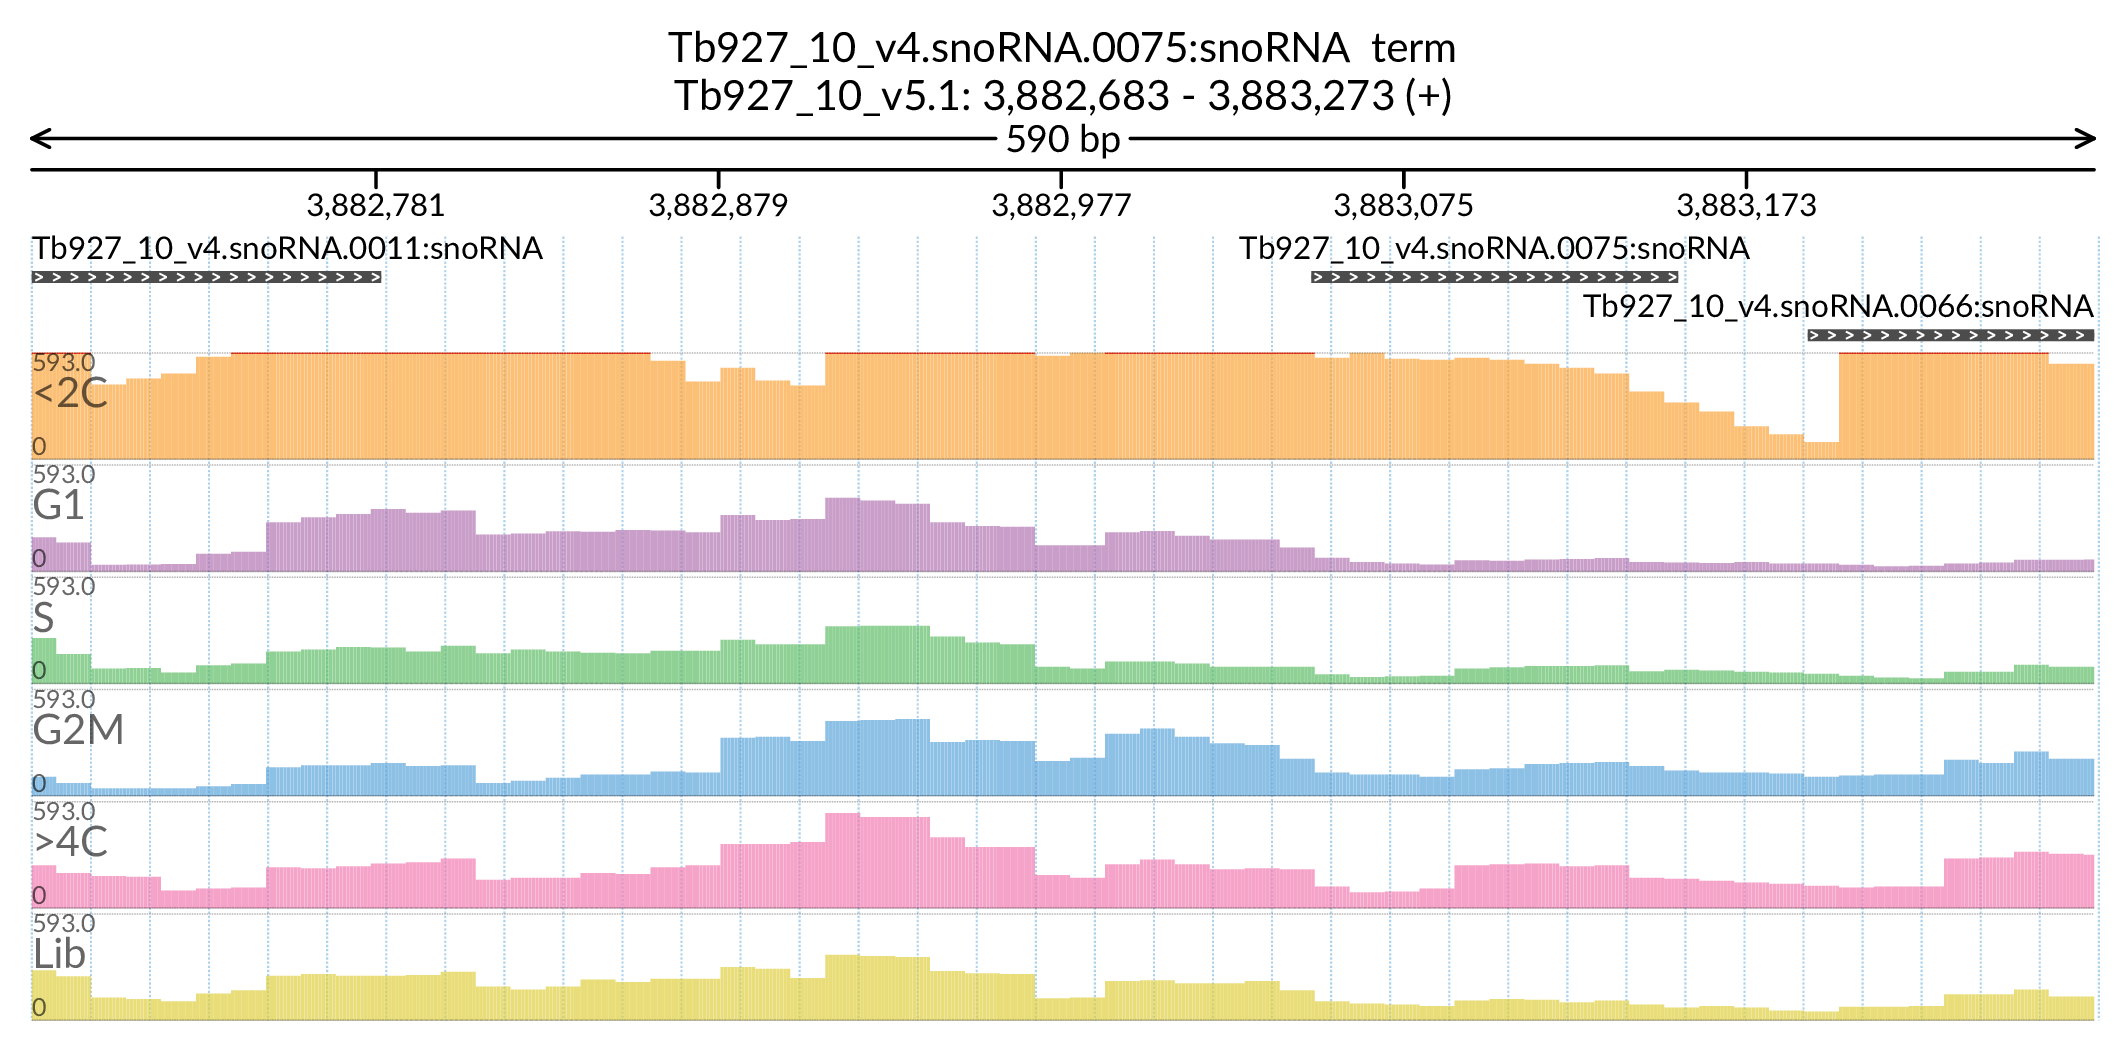 Tb927_10_v4.snoRNA.0075:snoRNA  term
Tb927_10_v5.1: 3,882,683 - 3,883,273 (+)
590 bp
3,882,781 3,882,879 3,882,977 3,883,075 3,883,173
Tb927_10_v4.snoRNA.0011:snoRNA Tb927_10_v4.snoRNA.0075:snoRNA
Tb927_10_v4.snoRNA.0066:snoRNA
593.0
<2C
0
593.0
G1
0
593.0
S
0
593.0
G2M
0
593.0
>4C
0
593.0
Lib
0